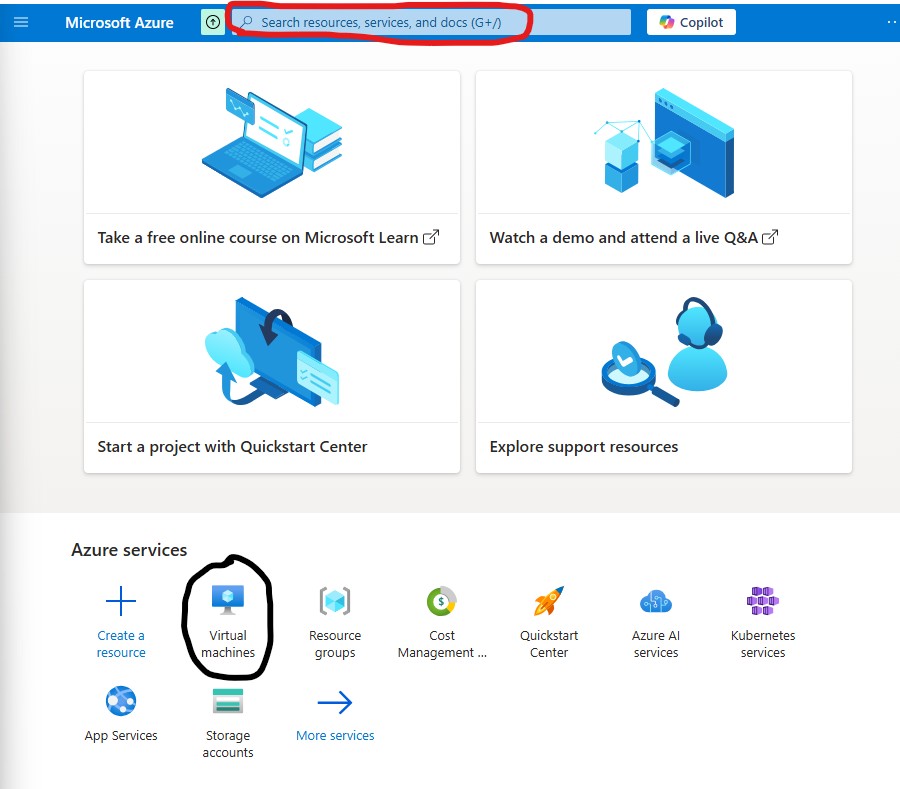 Microsoft Azure
Search resources, services, and docs (G+/)
Copilot
Take a free online course on Microsoft Learn
Watch a demo and attend a live Q&A
Start a project with Quickstart Center
Explore support resources
Azure services
Create a
resource
Virtual
machines
Resource
groups
Cost
Management ...
Quickstart
Center
Azure AI
services
Kubernetes
services
App Services
Storage
accounts
More services